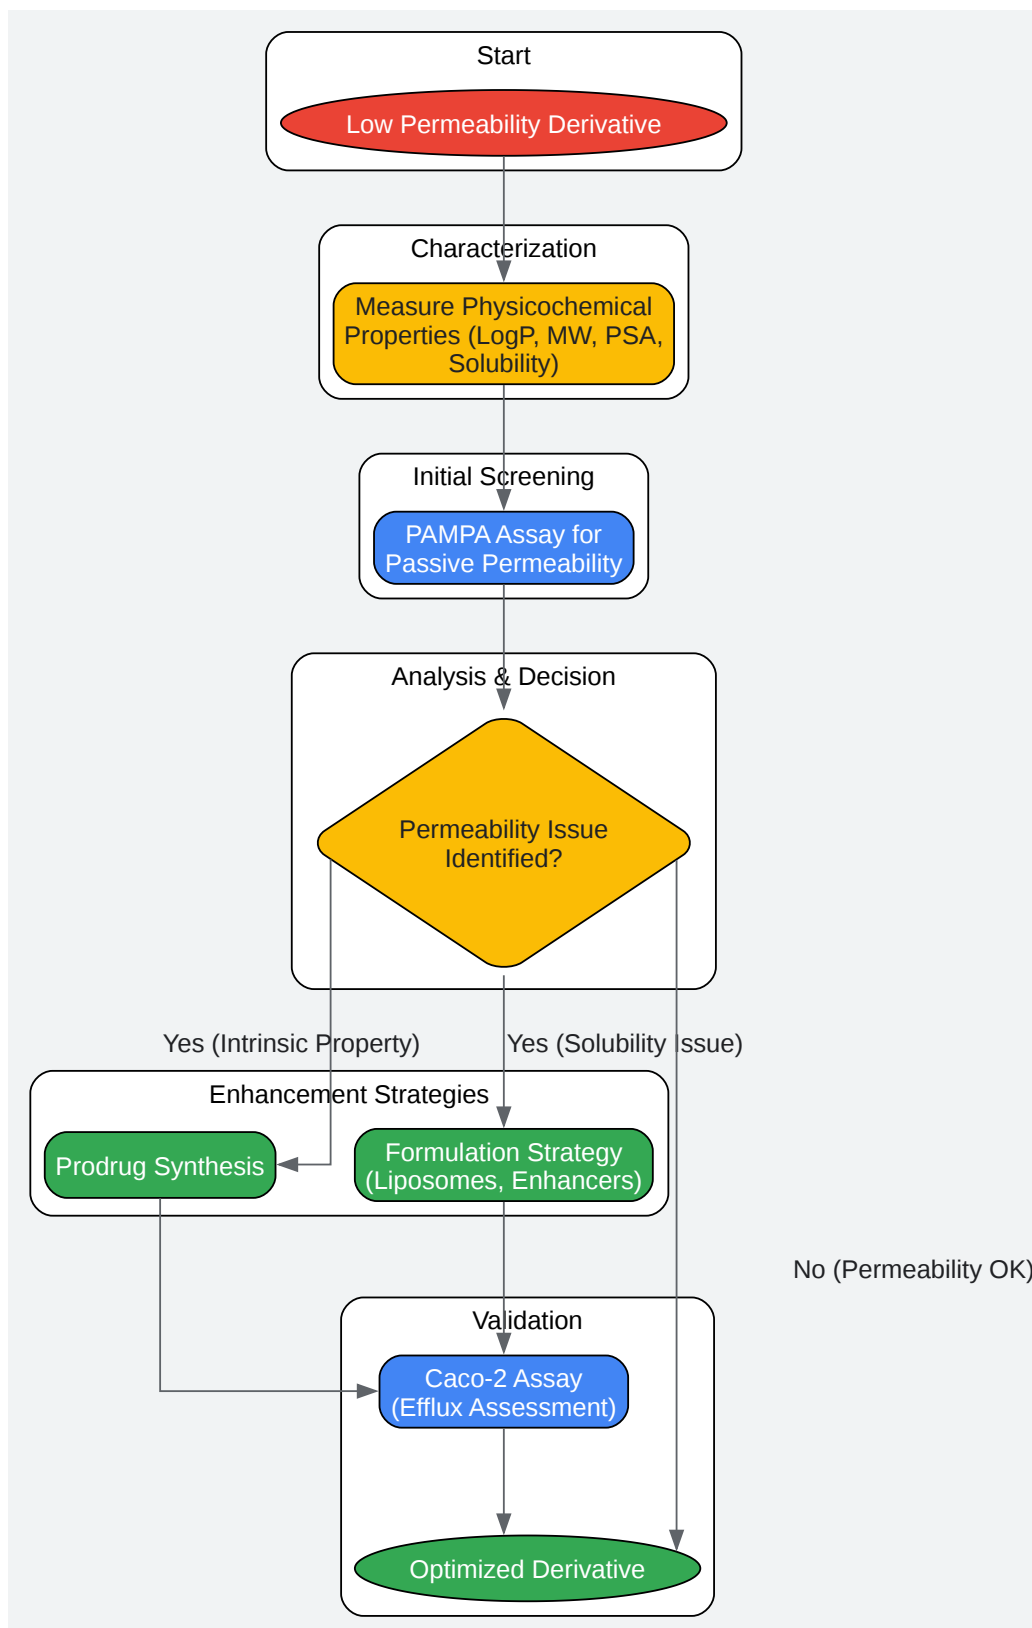 Start
Low Permeability Derivative
Characterization
Measure Physicochemical
Properties (LogP, MW, PSA,
Solubility)
Initial Screening
PAMPA Assay for
Passive Permeability
Analysis & Decision
Permeability Issue
Identified?
Yes (Intrinsic Property)
Yes (Solubility Issue)
Enhancement Strategies
Prodrug Synthesis
Formulation Strategy
(Liposomes, Enhancers)
No (Permeability OK)
Validation
Caco-2 Assay
(Efflux Assessment)
Optimized Derivative